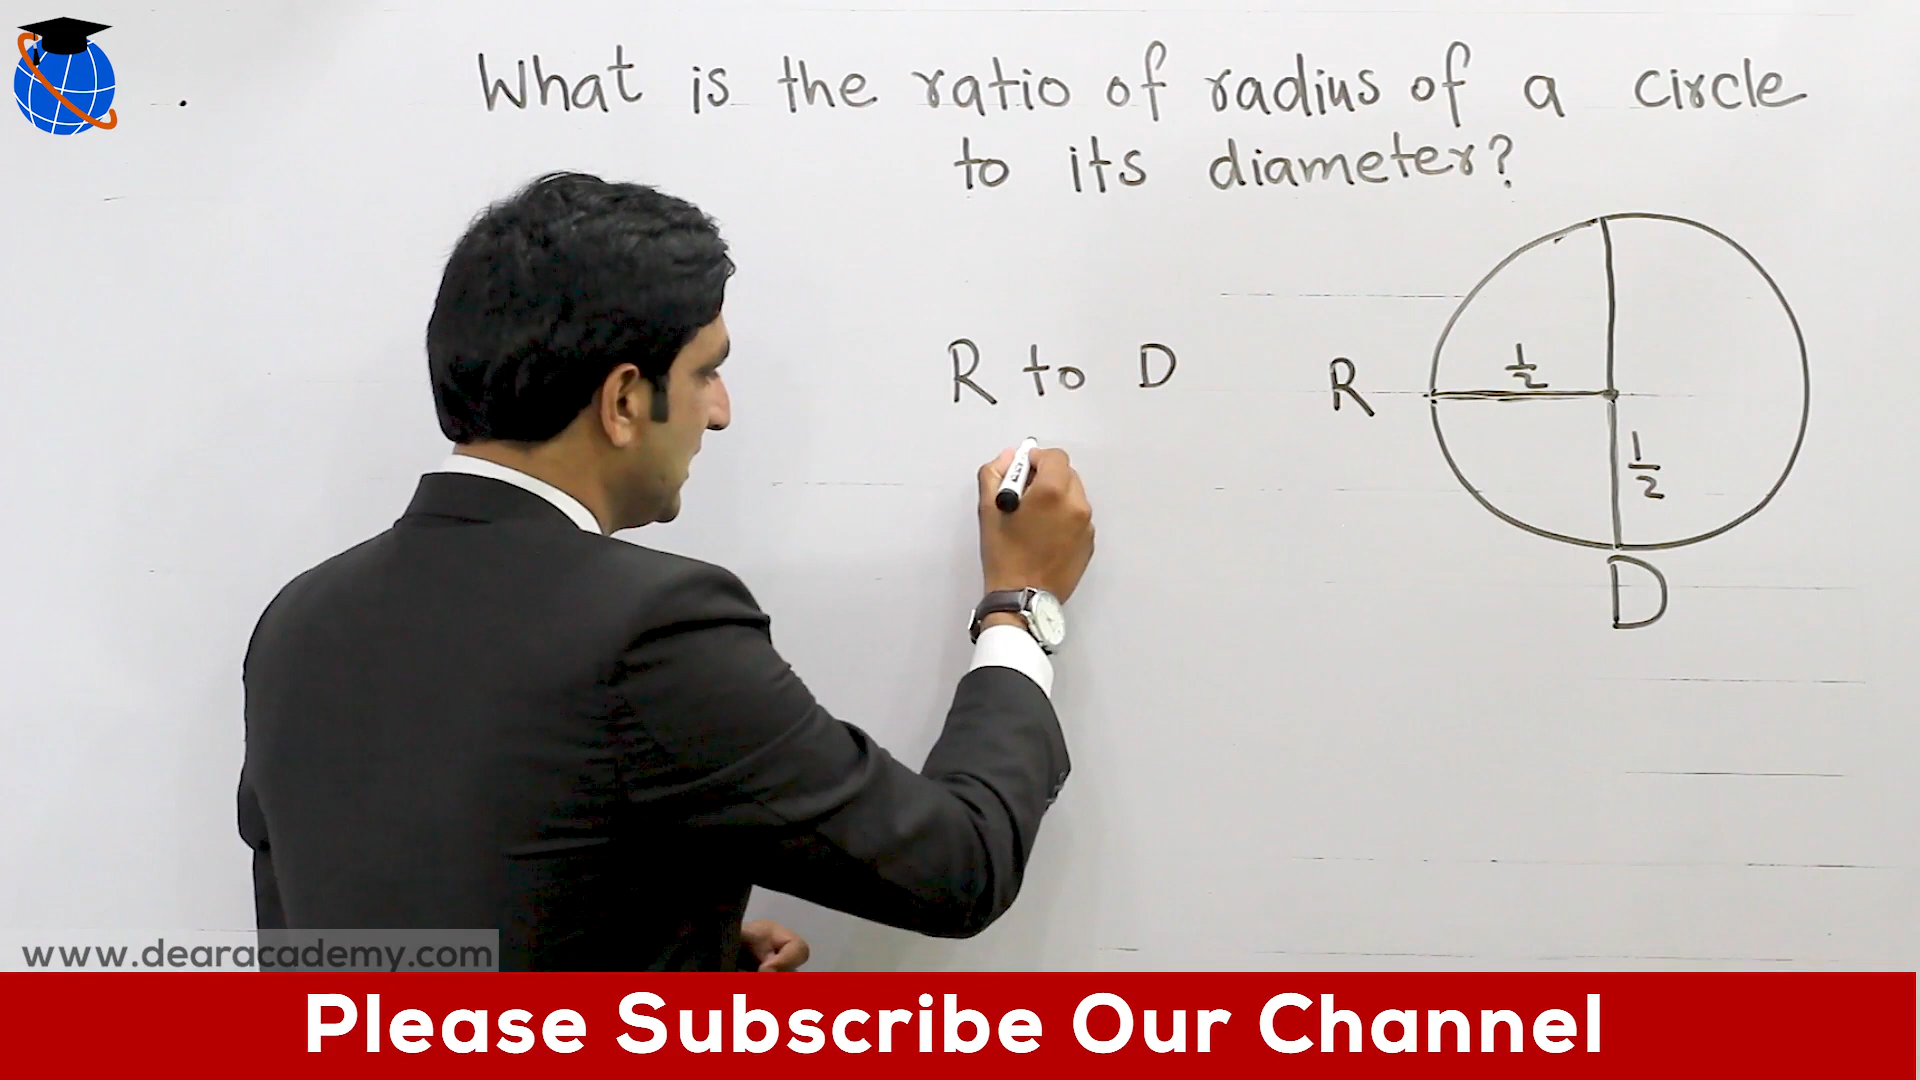 What is the ratio of radius of a circle
to its diameter?
R to D
R
1/2
1/2
D
www.dearacademy.com
Please Subscribe Our Channel